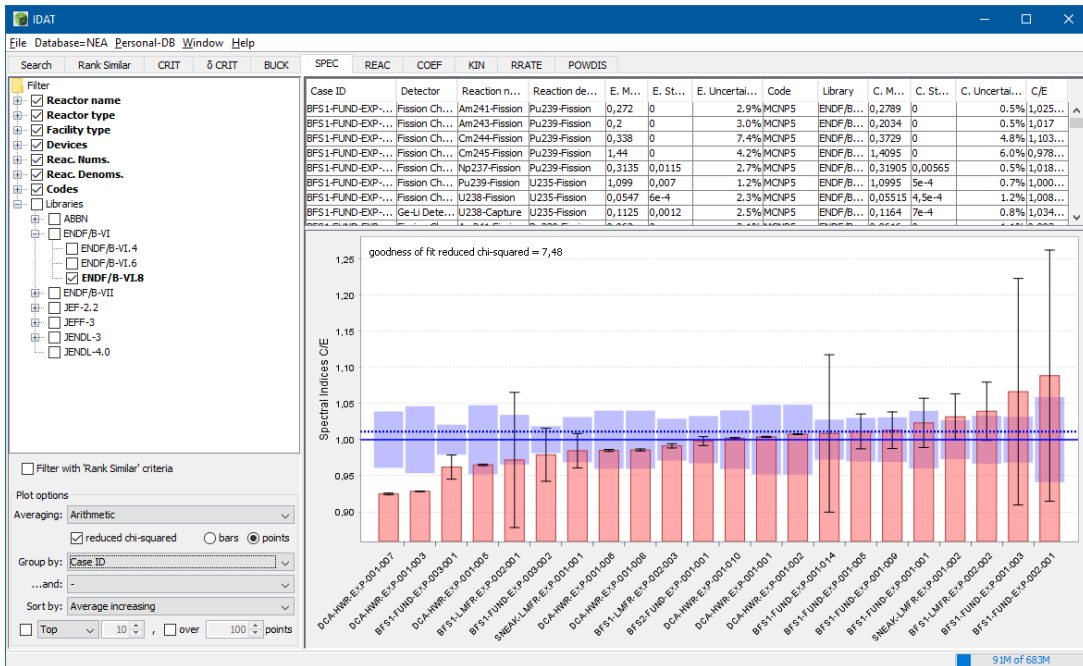 IDAT
File Database=NEA Personal-DB Window Help
Search Rank Similar CRIT δ CRIT BUCK SPEC REAC COEF KIN RRATE POWDIS
Filter
Reactor name
Reactor type
Facility type
Devices
Reac. Nums.
Reac. Denoms.
Codes
Libraries
ABBN
ENDF/B-VI
ENDF/B-VI.4
ENDF/B-VI.6
ENDF/B-VI.8
ENDF/B-VII
JEF-2.2
JEFF-3
JENDL-3
JENDL-4.0
Filter with 'Rank Similar' criteria
Plot options
Averaging: Arithmetic
reduced chi-squared bars points
Group by: Case ID
...and: -
Sort by: Average increasing
Top 10 , over 100 points
Case ID Detector Reaction n... Reaction de... E. M... E. St... E. Uncertai... Code Library C. M... C. St... C. Uncertai... C/E
BFS1-FUND-EXP-... Fission Ch... Am241-Fission Pu239-Fission 0,272 0 2.9% MCNP5 ENDF/B... 0,2789 0 0.5% 1,025...
BFS1-FUND-EXP-... Fission Ch... Am243-Fission Pu239-Fission 0,2 0 3.0% MCNP5 ENDF/B... 0,2034 0 0.5% 1,017
BFS1-FUND-EXP-... Fission Ch... Cm244-Fission Pu239-Fission 0,338 0 7.4% MCNP5 ENDF/B... 0,3729 0 4.8% 1,103...
BFS1-FUND-EXP-... Fission Ch... Cm245-Fission Pu239-Fission 1,44 0 4.2% MCNP5 ENDF/B... 1,4095 0 6.0% 0,978...
BFS1-FUND-EXP-... Fission Ch... Np237-Fission Pu239-Fission 0,3135 0,0115 2.7% MCNP5 ENDF/B... 0,31905 0,00565 0.5% 1,018...
BFS1-FUND-EXP-... Fission Ch... Pu239-Fission U235-Fission 1,099 0,007 1.2% MCNP5 ENDF/B... 1,0995 5e-4 0.7% 1,000...
BFS1-FUND-EXP-... Fission Ch... U238-Fission U235-Fission 0,0547 6e-4 2.3% MCNP5 ENDF/B... 0,05515 4,5e-4 1.2% 1,008...
BFS1-FUND-EXP-... Ge-Li Dete... U238-Capture U235-Fission 0,1125 0,0012 2.5% MCNP5 ENDF/B... 0,1164 7e-4 0.8% 1,034...
goodness of fit reduced chi-squared = 7,48
Spectral Indices C/E
1,25
1,20
1,15
1,10
1,05
1,00
0,95
0,90
DCA-HWR-EXP-001-007
DCA-HWR-EXP-001-003
BFS1-FUND-EXP-003-001
DCA-HWR-EXP-001-005
BFS1-LMFR-EXP-002-001
BFS1-FUND-EXP-003-002
SNEAK-LMFR-EXP-001-001
DCA-HWR-EXP-001-006
DCA-HWR-EXP-001-008
BFS1-LMFR-EXP-002-003
BFS2-FUND-EXP-001-001
DCA-HWR-EXP-001-010
DCA-HWR-EXP-001-001
DCA-HWR-EXP-001-002
BFS1-FUND-EXP-001-014
BFS1-FUND-EXP-001-005
BFS1-FUND-EXP-001-009
BFS1-FUND-EXP-001-001
SNEAK-LMFR-EXP-001-002
BFS1-LMFR-EXP-002-002
BFS1-FUND-EXP-001-003
BFS1-FUND-EXP-002-001
91M of 683M